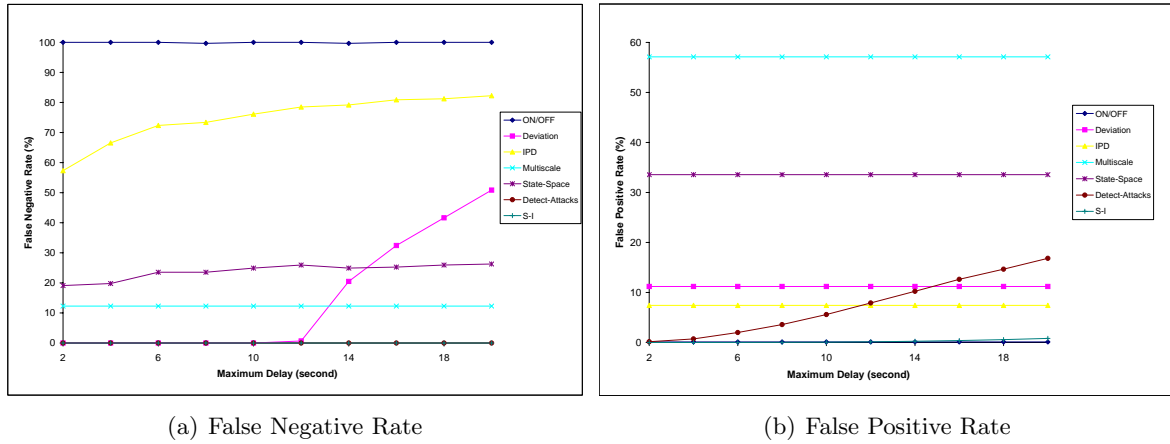 100
90
80
70
60
50
40
30
20
10
0
False Negative Rate (%)
2
6
10
14
18
Maximum Delay (second)
ON/OFF
Deviation
IPD
Multiscale
State-Space
Detect-Attacks
S-I
(a) False Negative Rate
60
50
40
30
20
10
0
False Positive Rate (%)
2
6
10
14
18
Maximum Delay (second)
ON/OFF
Deviation
IPD
Multiscale
State-Space
Detect-Attacks
S-I
(b) False Positive Rate